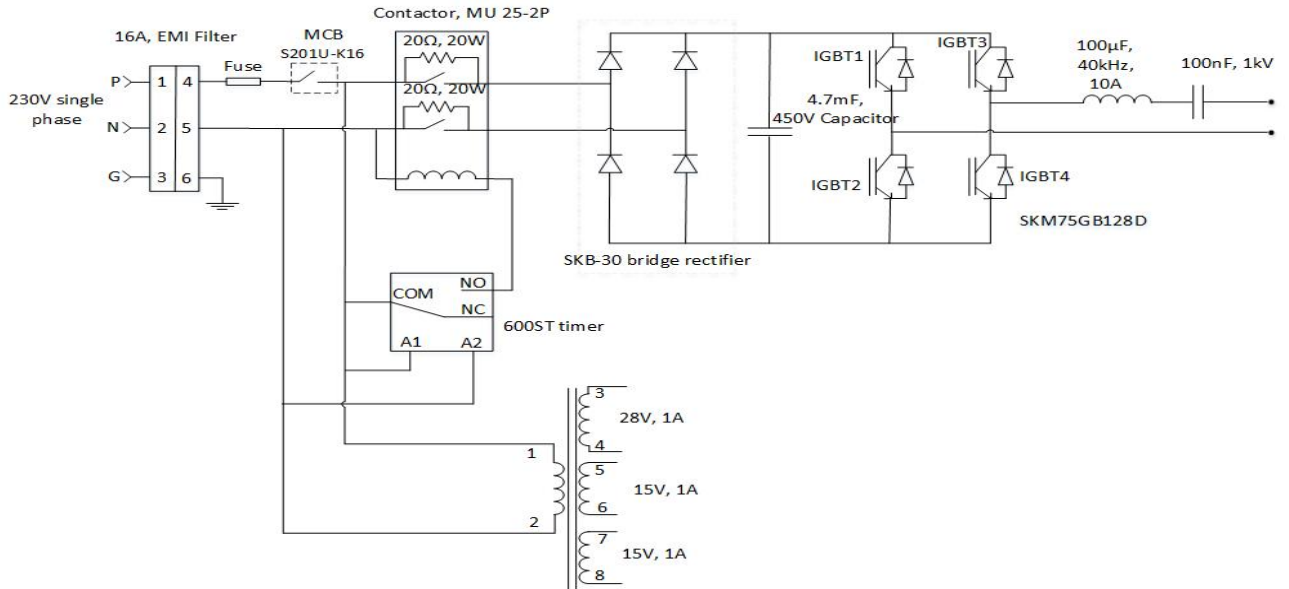 Contactor, MU 25-2P
MCB
S201U-K16
16A, EMI Filter
Fuse
20Ω, 20W
20Ω, 20W
P
1
4
230V single
phase
N
2
5
G
3
6
IGBT1
IGBT3
4.7mF,
450V Capacitor
100μF,
40kHz,
10A
100nF, 1kV
IGBT2
IGBT4
SKM75GB128D
SKB-30 bridge rectifier
COM
NO
NC
A1
A2
600ST timer
1
2
3
28V, 1A
4
5
15V, 1A
6
7
15V, 1A
8